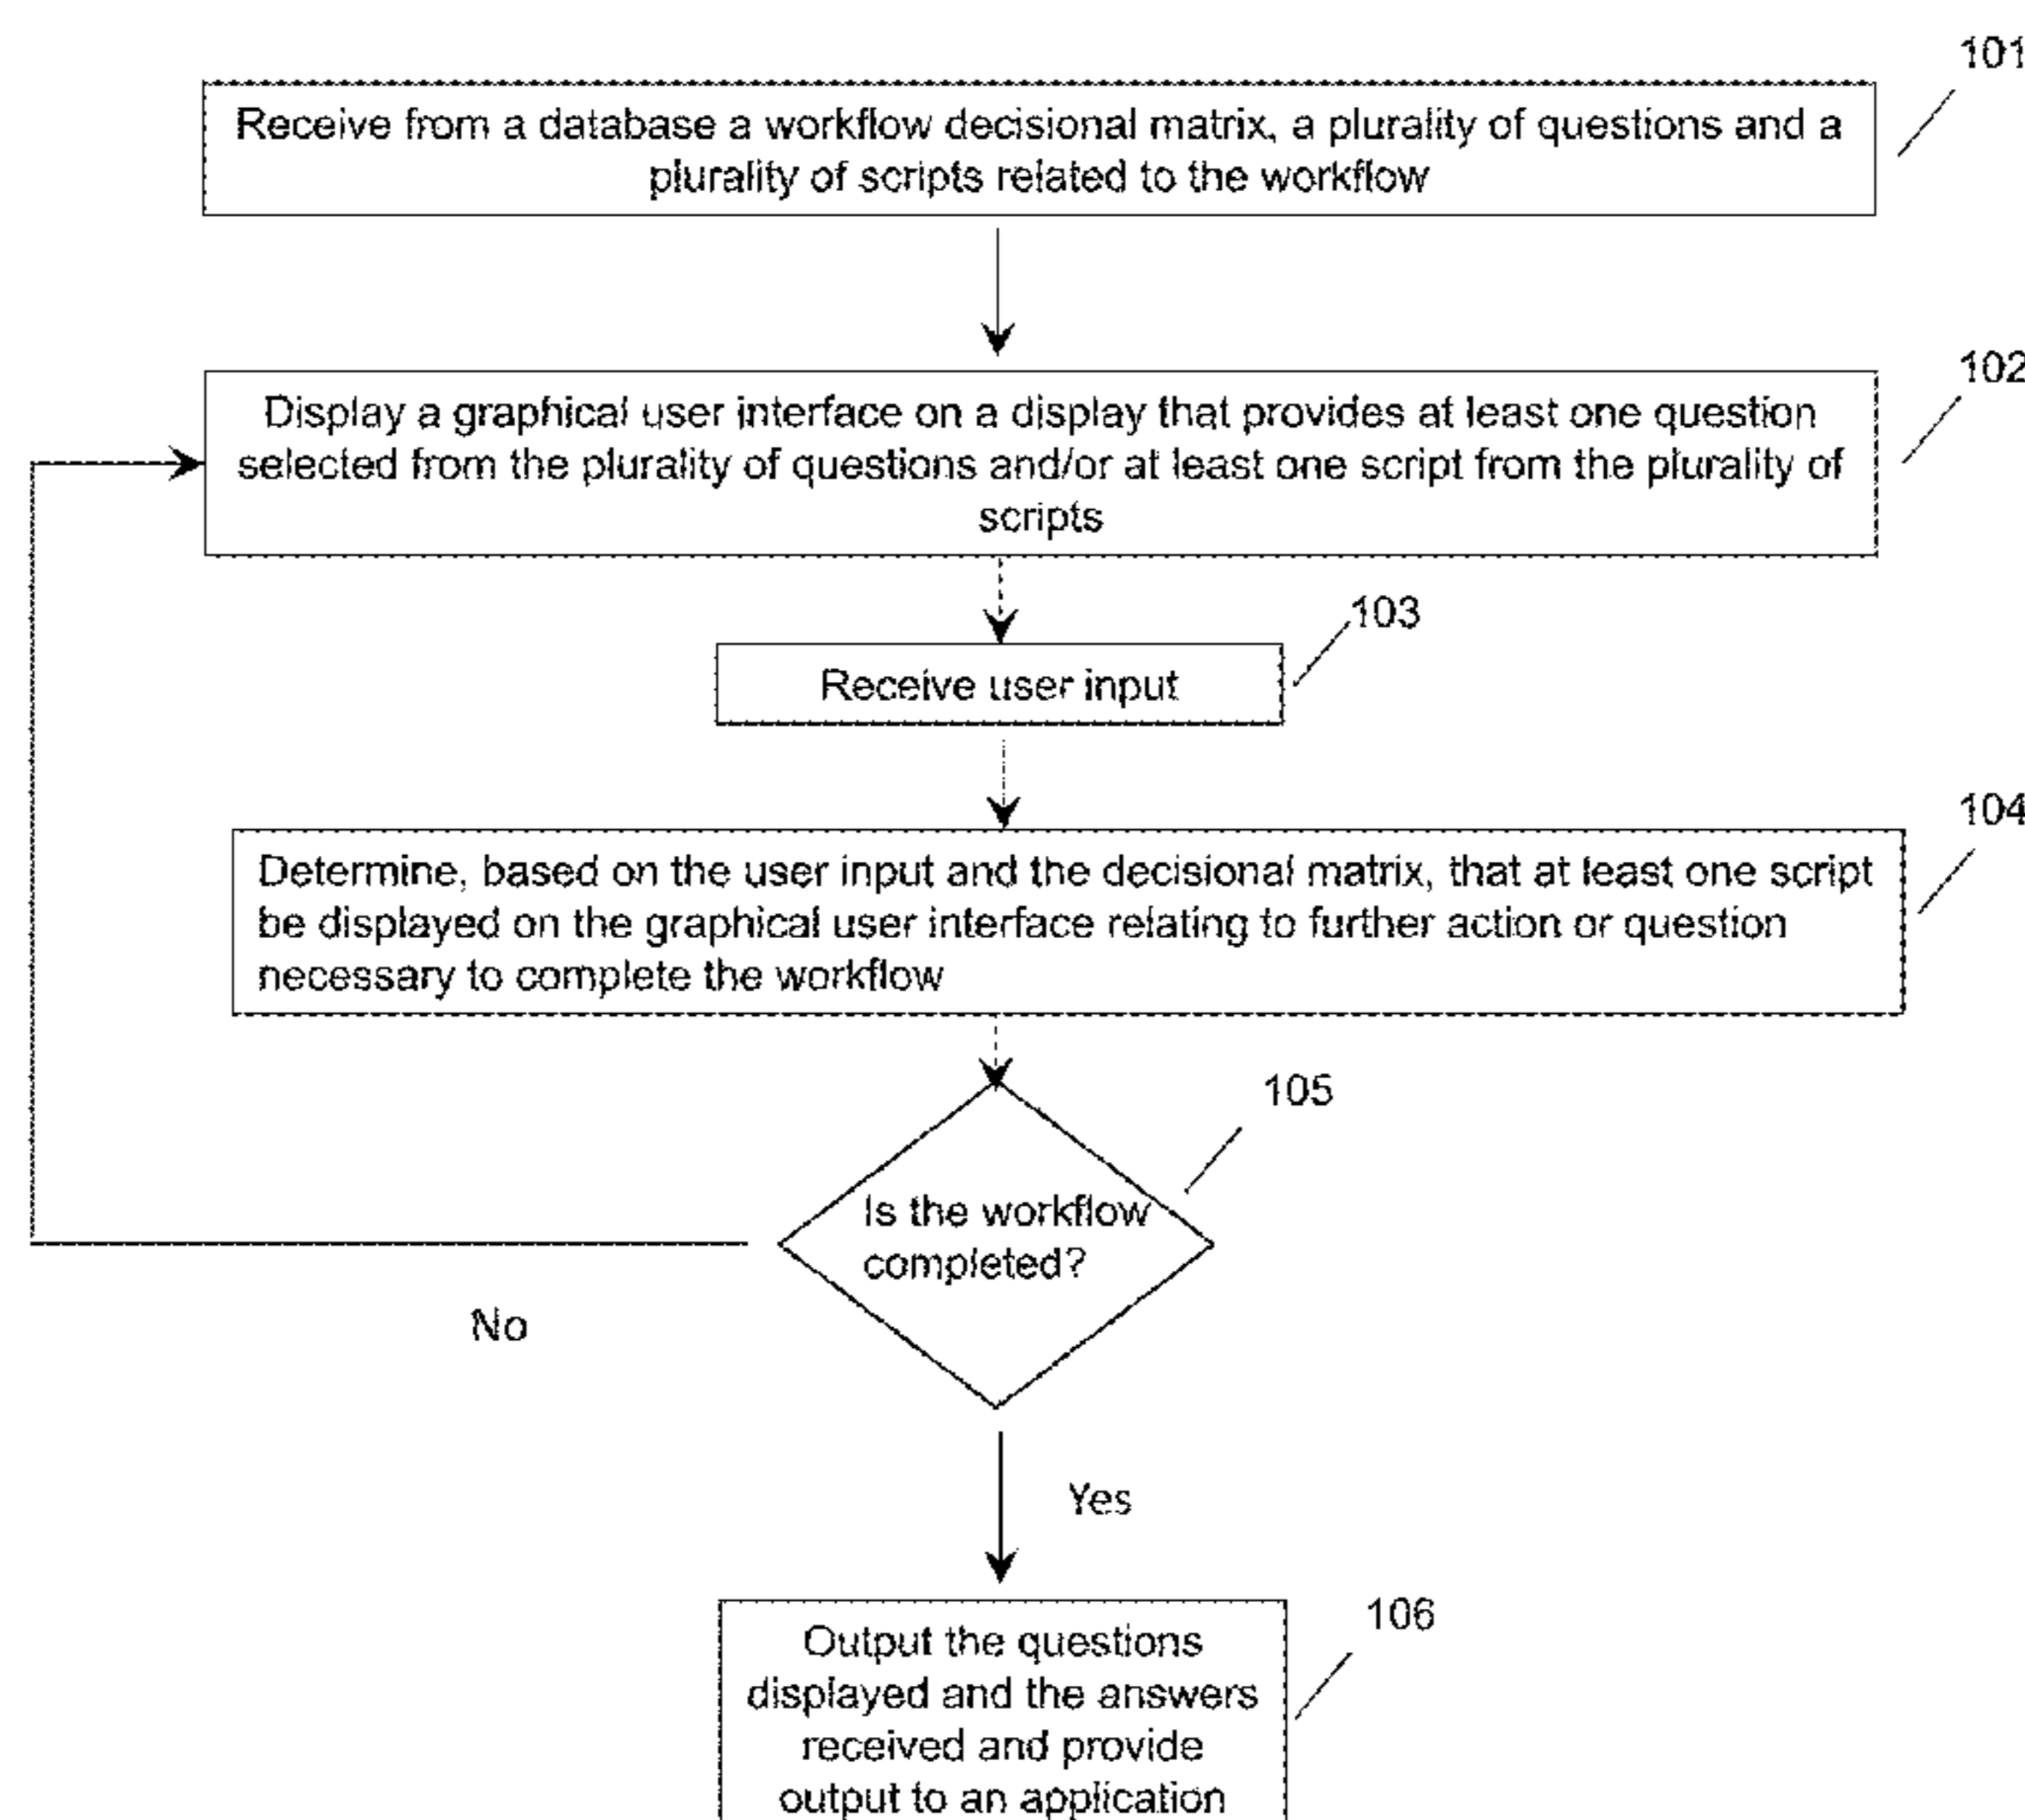 101
Receive from a database a workflow decisional matrix, a plurality of questions and a
plurality of scripts related to the workflow
102
Display a graphical user interface on a display that provides at least one question
selected from the plurality of questions and/or at least one script from the plurality of
scripts
103
Receive user input
104
Determine, based on the user input and the decisional matrix, that at least one script
be displayed on the graphical user interface relating to further action or question
necessary to complete the workflow
105
Is the workflow
completed?
No
Yes
106
Output the questions
displayed and the answers
received and provide
output to an application